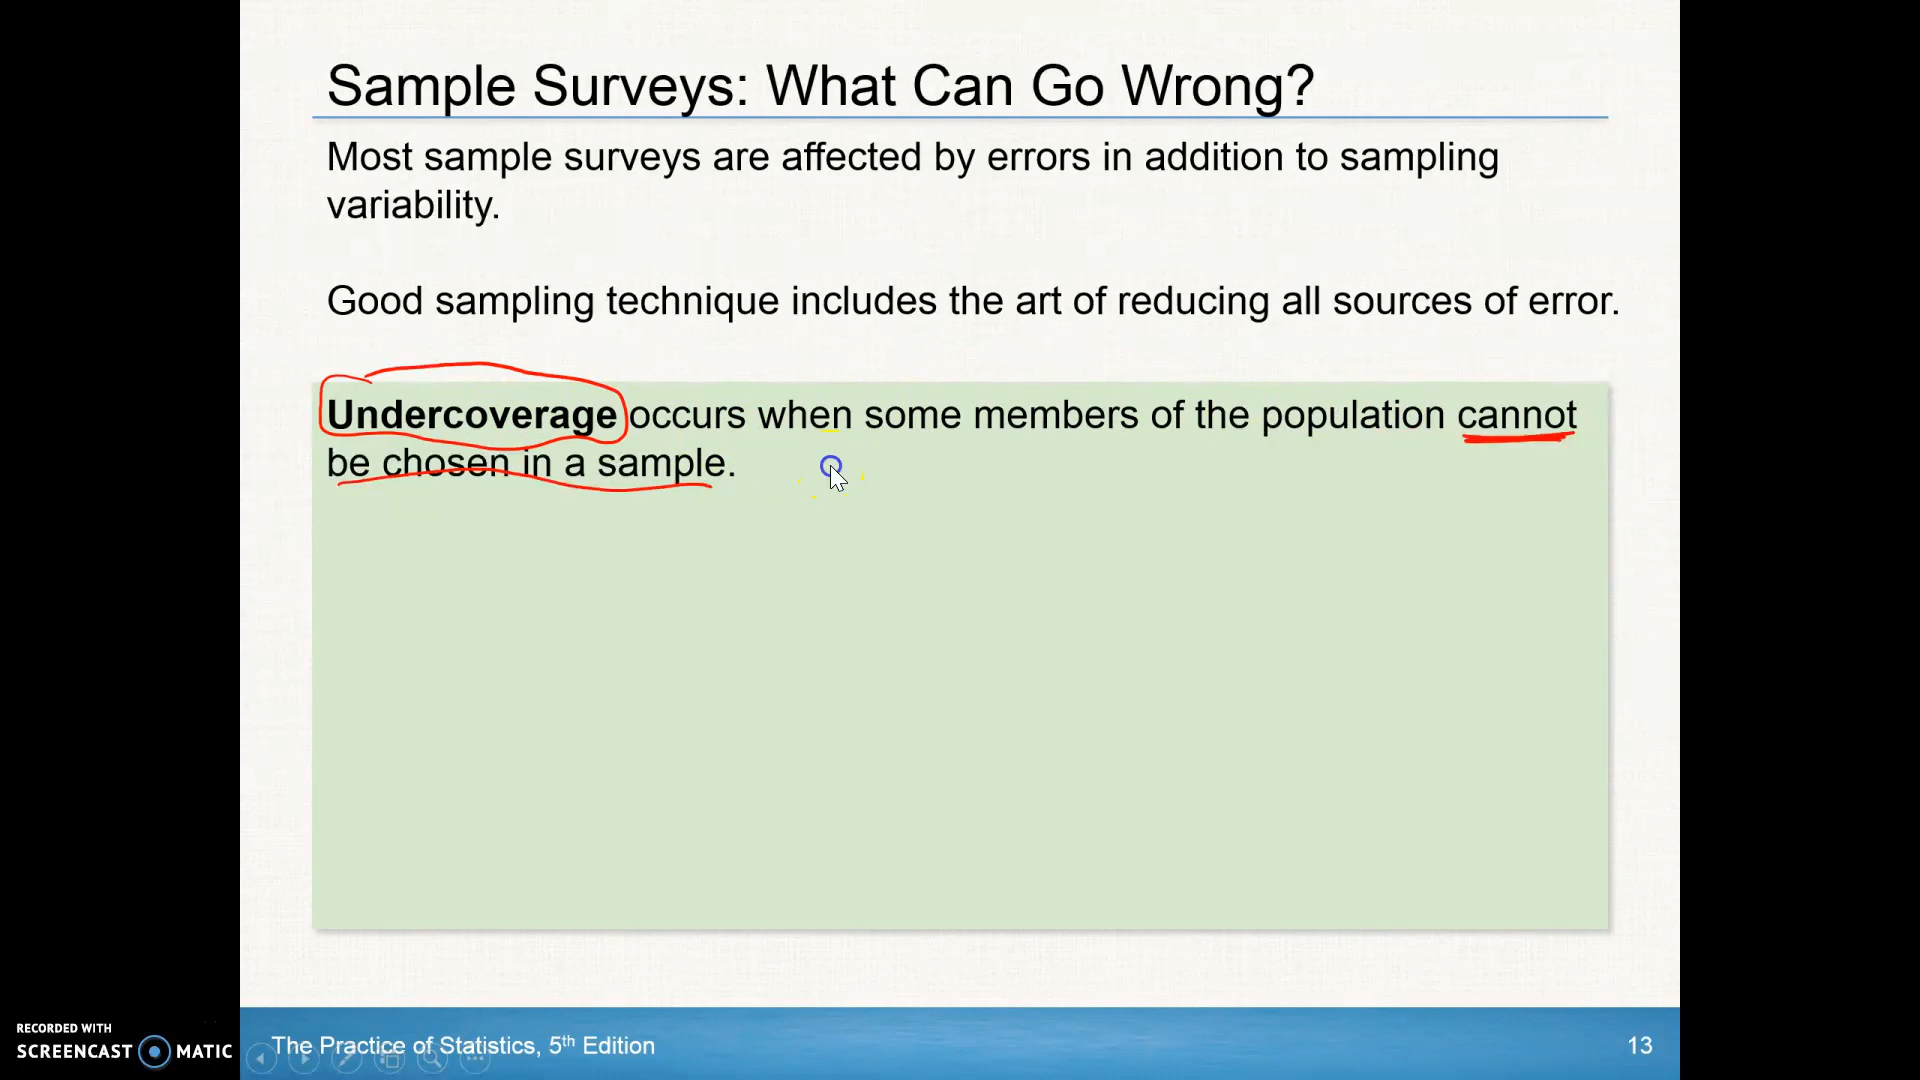 Sample Surveys: What Can Go Wrong?
Most sample surveys are affected by errors in addition to sampling
variability.
Good sampling technique includes the art of reducing all sources of error.
Undercoverage occurs when some members of the population cannot
be chosen in a sample.
RECORDED WITH
SCREENCAST MATIC
The Practice of Statistics, 5th Edition
13